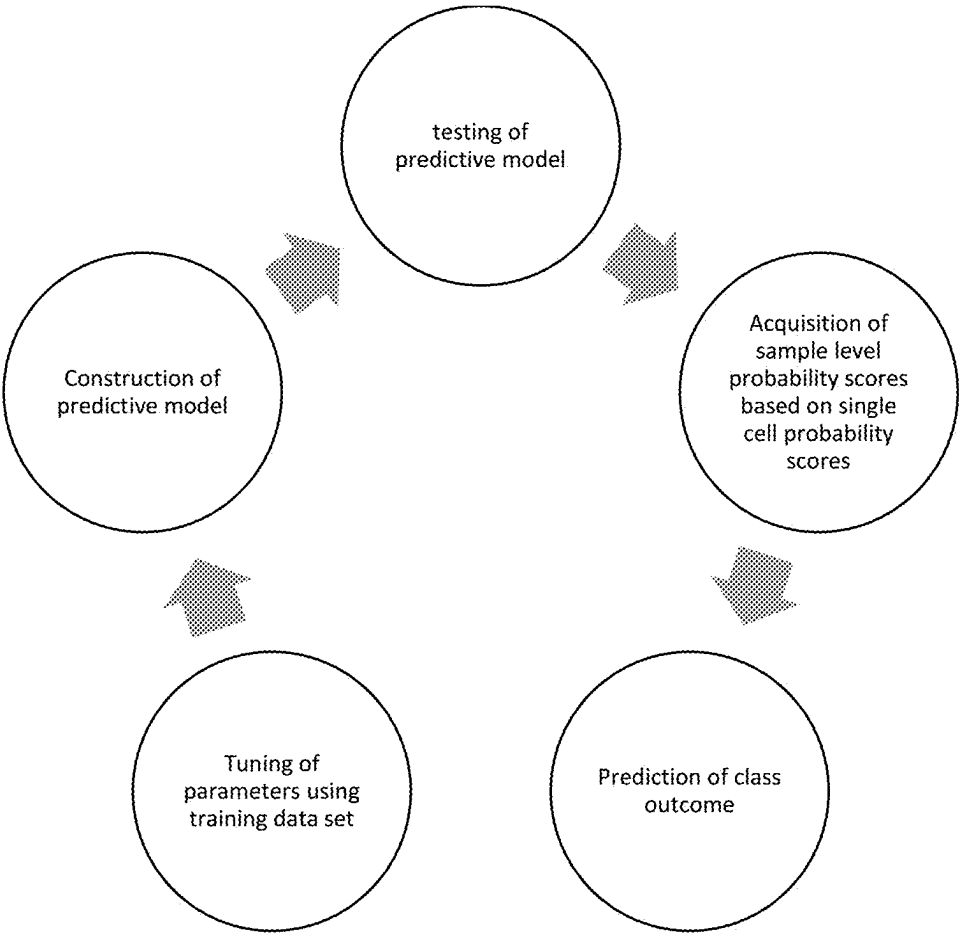 testing of
predictive model
Construction of
predictive model
Acquisition of
sample level
probability scores
based on single
cell probability
scores
Tuning of
parameters using
training data set
Prediction of class
outcome